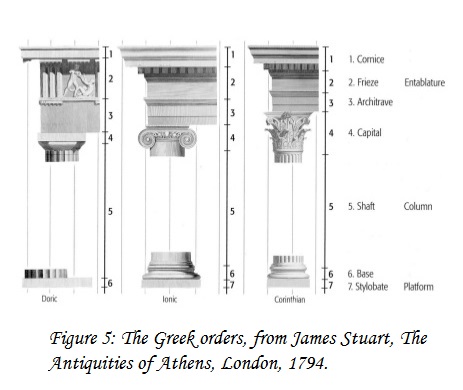 1 1 1 1. Cornice
2 2 2 2. Frieze Entablature
3 3 3 3. Architrave
4 4 4 4. Capital
5 5 5 5. Shaft Column
6 6 6 6. Base
7 7 7. Stylobate Platform
Doric Ionic Corinthian
Figure 5: The Greek orders, from James Stuart, The
Antiquities of Athens, London, 1794.